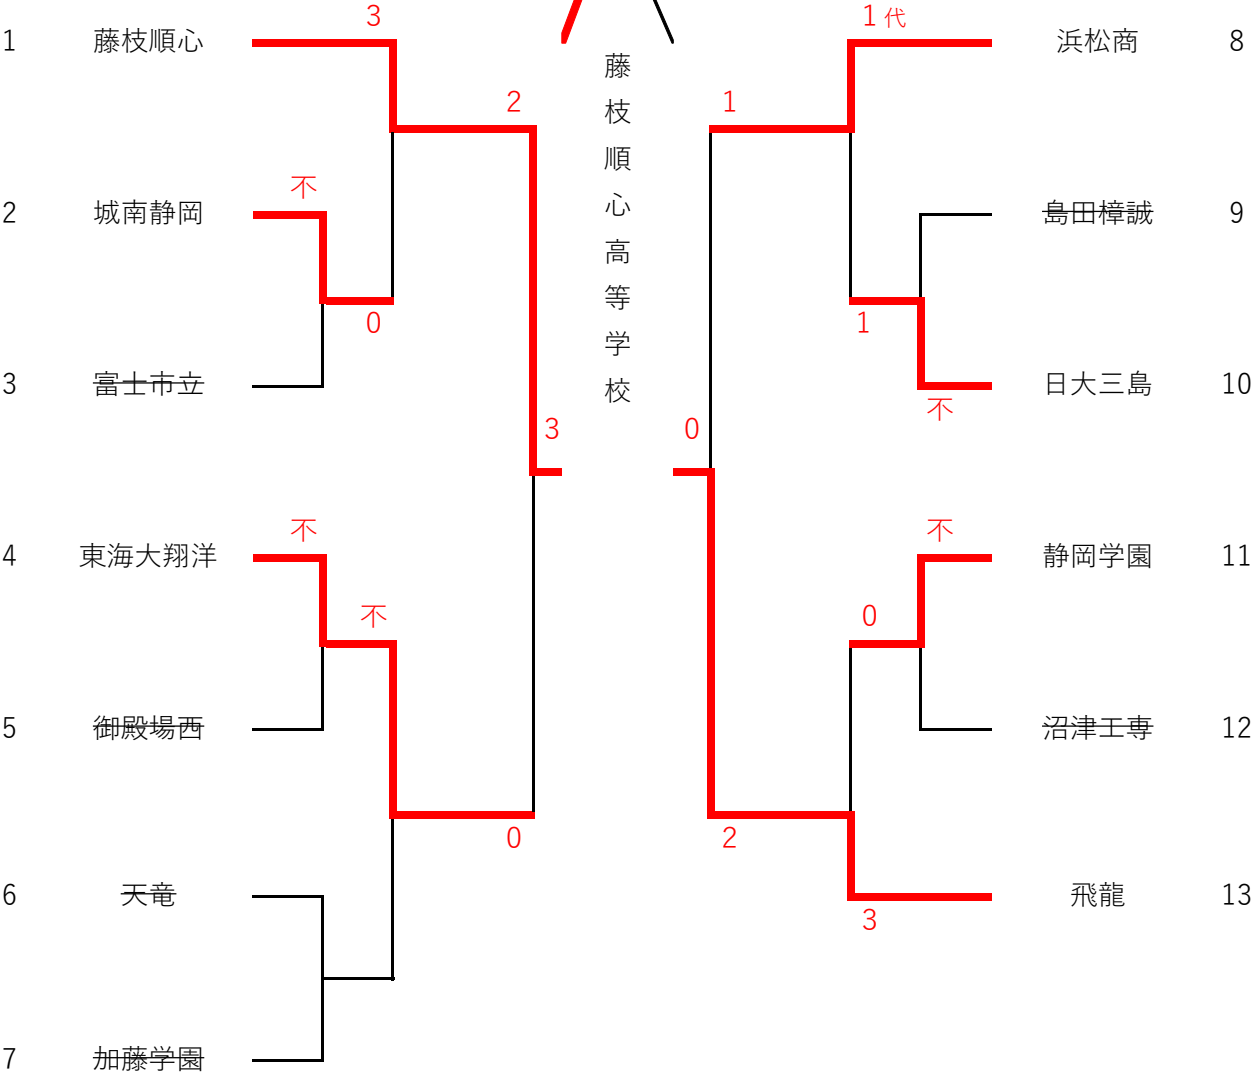 3
1 藤枝順心
2
不
2 城南静岡
0
3 富士市立
3
不
4 東海大翔洋
不
5 御殿場西
0
6 天竜
7 加藤学園
藤枝順心高等学校
1代
浜松商 8
1
島田樟誠 9
1
日大三島 10
不
0
不
静岡学園 11
0
沼津工専 12
2
飛龍 13
3